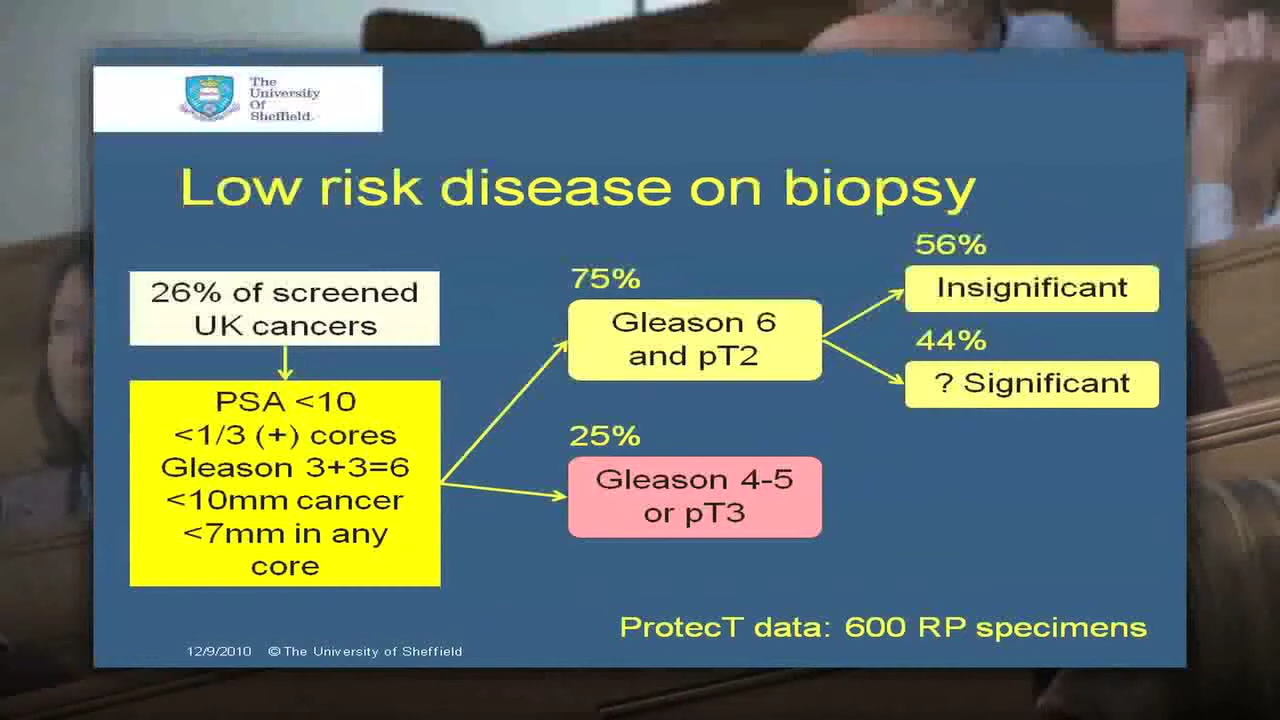 The
University
Of
Sheffield.
Low risk disease on biopsy
26% of screened
UK cancers
PSA <10
<1/3 (+) cores
Gleason 3+3=6
<10mm cancer
<7mm in any
core
75%
Gleason 6
and pT2
25%
Gleason 4-5
or pT3
56%
Insignificant
44%
? Significant
ProtecT data: 600 RP specimens
12/9/2010 © The University of Sheffield